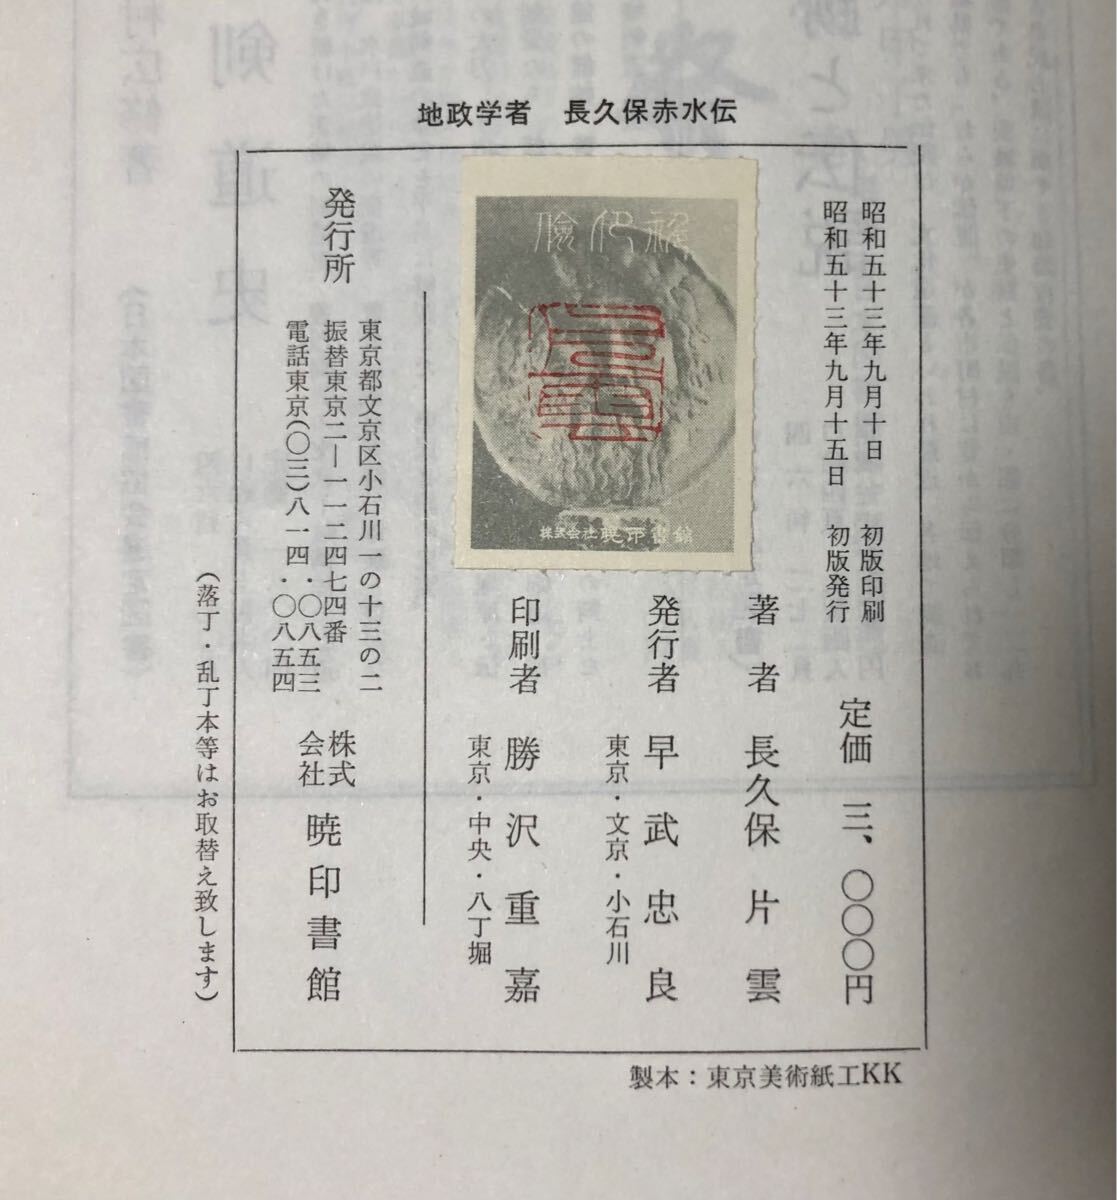 地政学者　長久保赤水伝
昭和五十三年九月十日　初版印刷
昭和五十三年九月十五日　初版発行
定価　三、〇〇〇円
著者　長久保片雲
発行者　早武忠良
東京・文京・小石川
印刷者　勝沢重嘉
東京・中央・八丁堀
株式会社 暁印書館
発行所
東京都文京区小石川一の十三の二
振替東京二―一一二四七四番
電話東京(〇三)八一四・〇八五三
〇八五四
株式会社　暁印書館
(落丁・乱丁本等はお取替え致します)
製本：東京美術紙工KK
剣道史